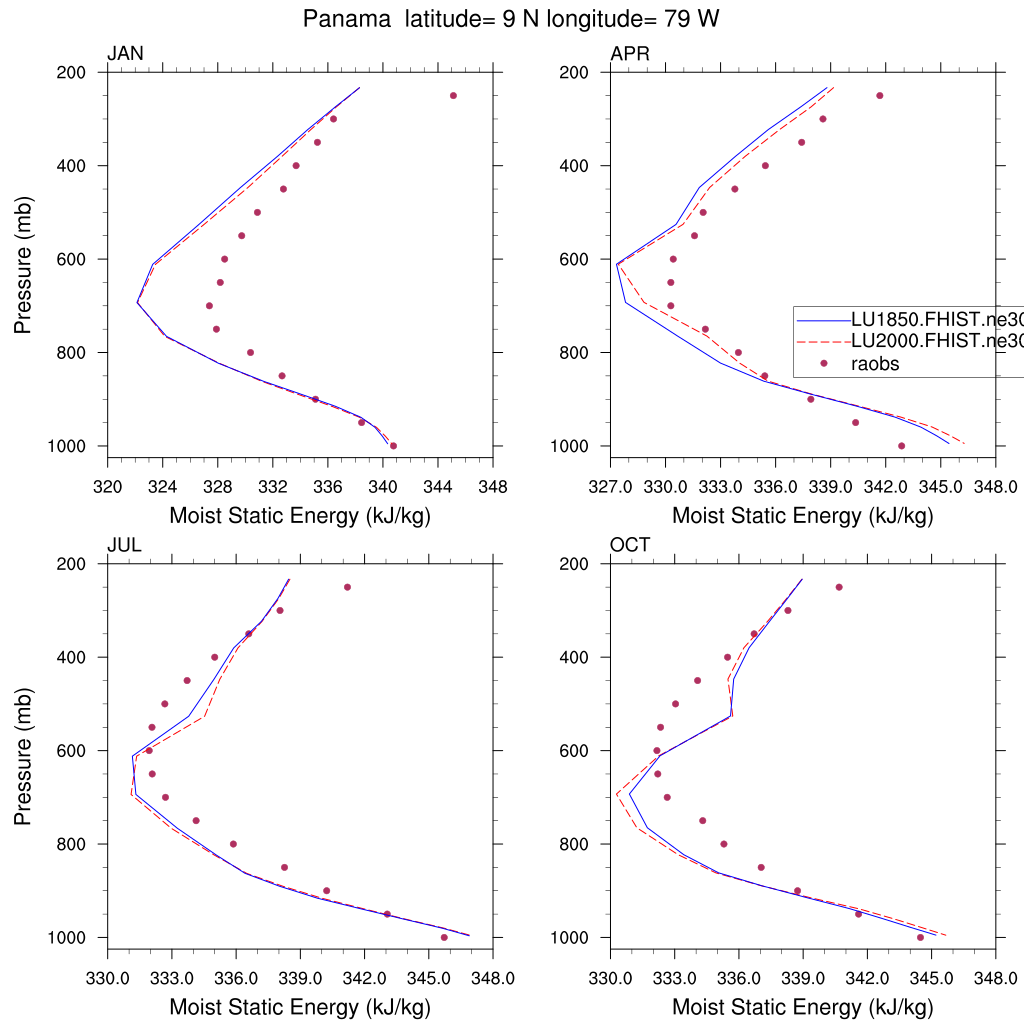 Panama latitude= 9 N longitude= 79 W
JAN
200
400
600
800
1000
Pressure (mb)
320 324 328 332 336 340 344 348
Moist Static Energy (kJ/kg)
APR
200
400
600
800
1000
LU1850.FHIST.ne30
LU2000.FHIST.ne30
raobs
327.0 330.0 333.0 336.0 339.0 342.0 345.0 348.0
Moist Static Energy (kJ/kg)
JUL
200
400
600
800
1000
Pressure (mb)
330.0 333.0 336.0 339.0 342.0 345.0 348.0
Moist Static Energy (kJ/kg)
OCT
200
400
600
800
1000
330.0 333.0 336.0 339.0 342.0 345.0 348.0
Moist Static Energy (kJ/kg)